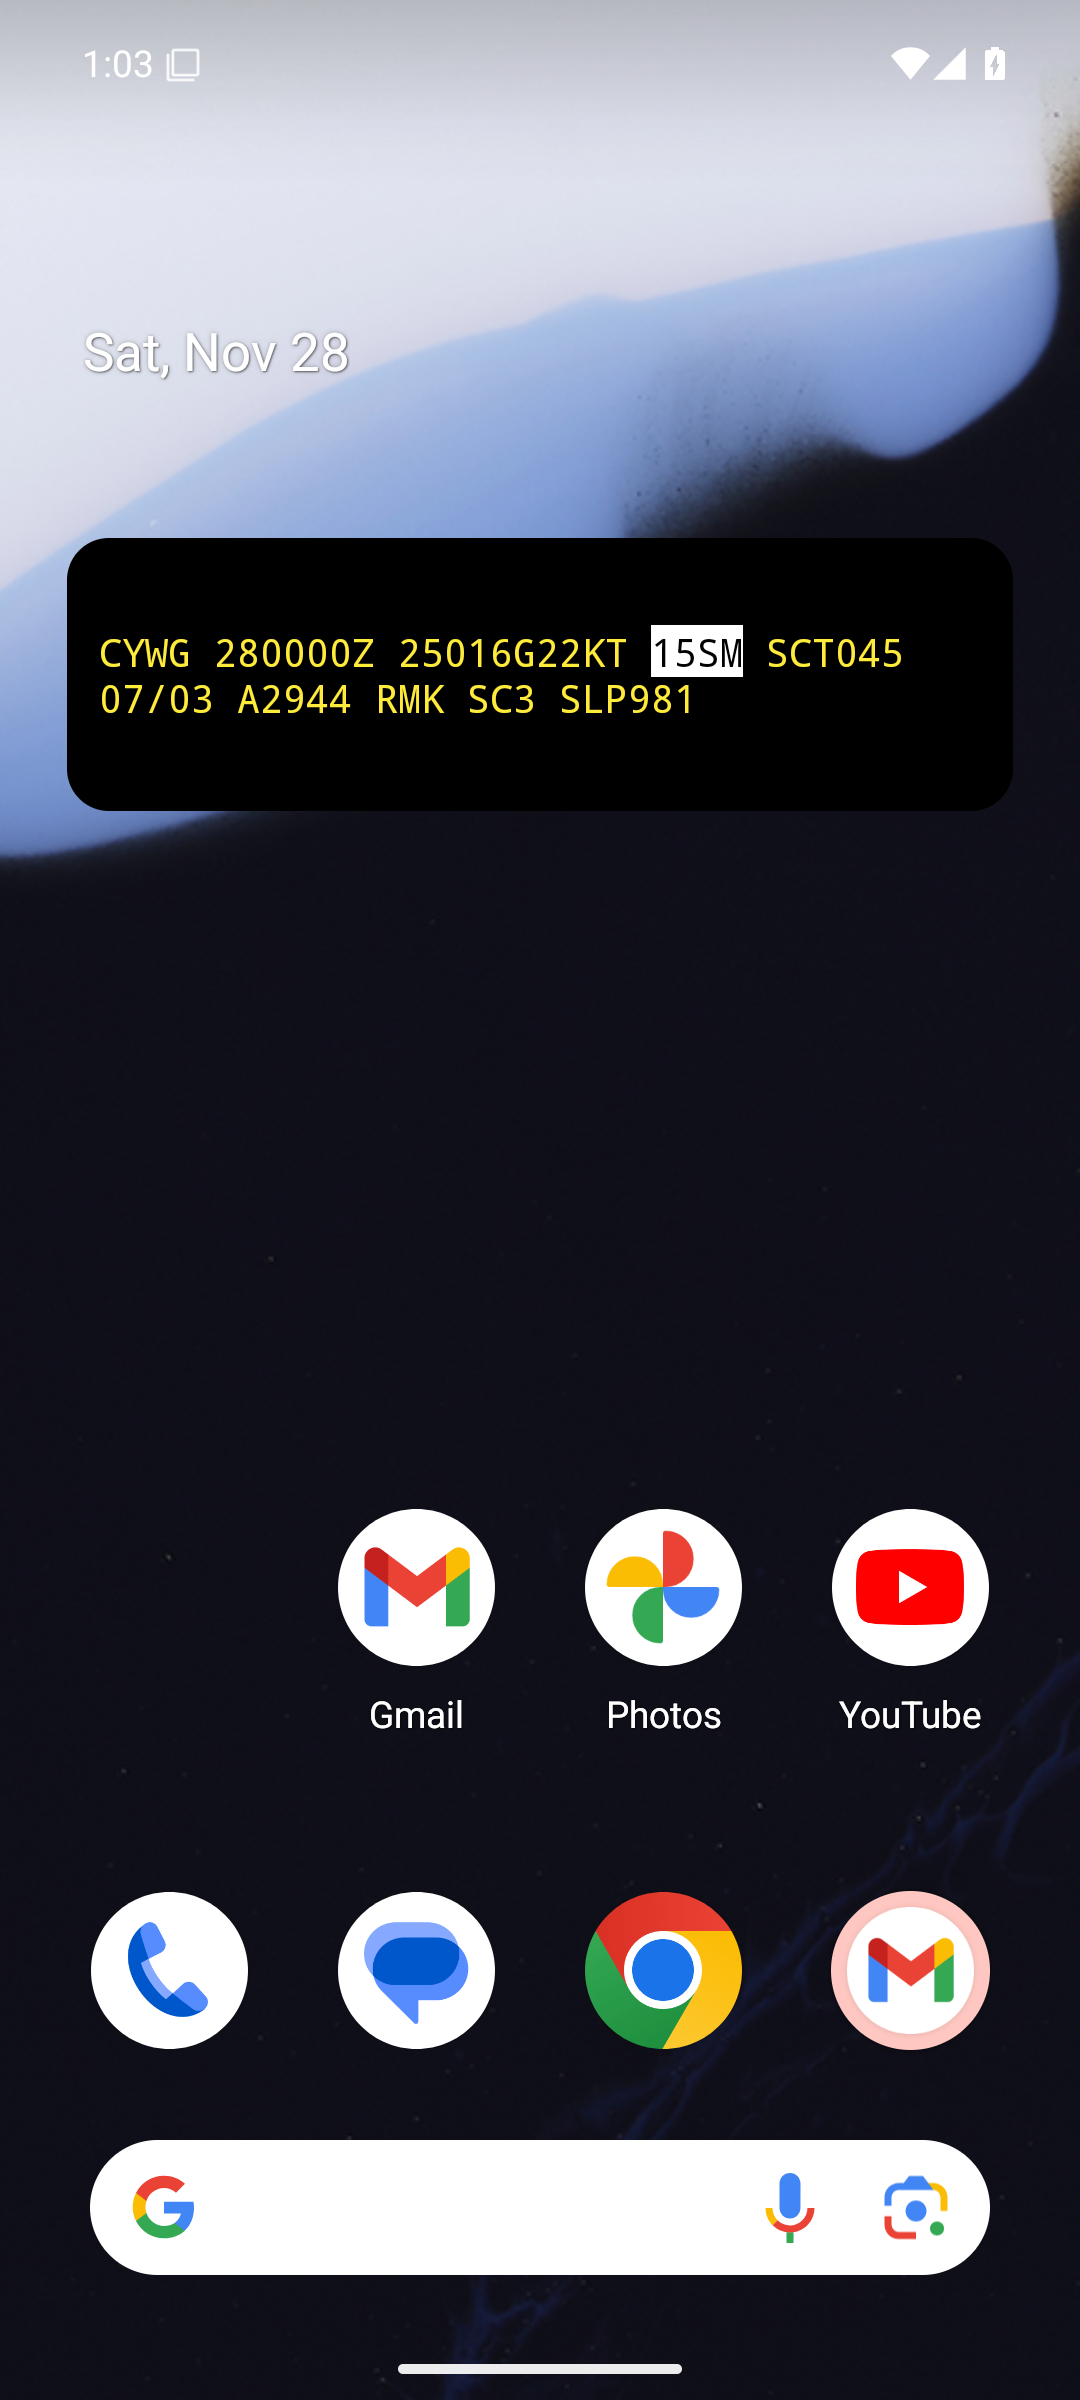 1:03
Sat, Nov 28
CYWG 280000Z 25016G22KT 15SM SCT045
07/03 A2944 RMK SC3 SLP981
Gmail Photos YouTube